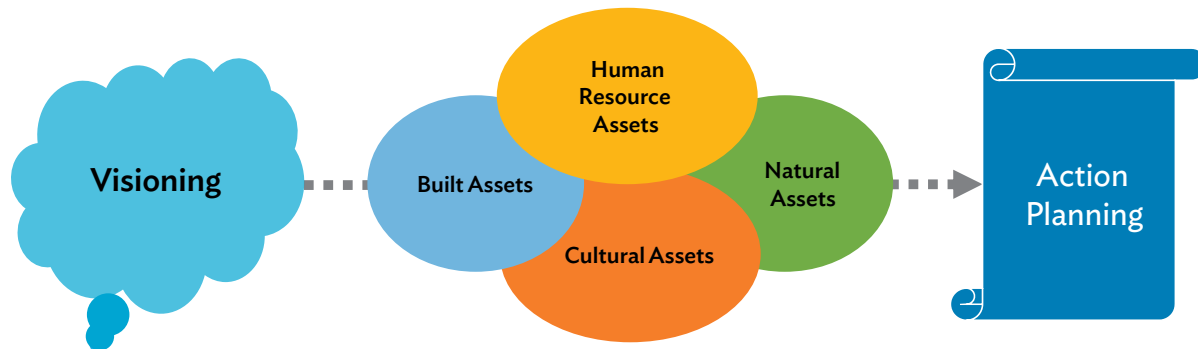 Visioning
Built Assets
Human
Resource
Assets
Cultural Assets
Natural
Assets
Action
Planning